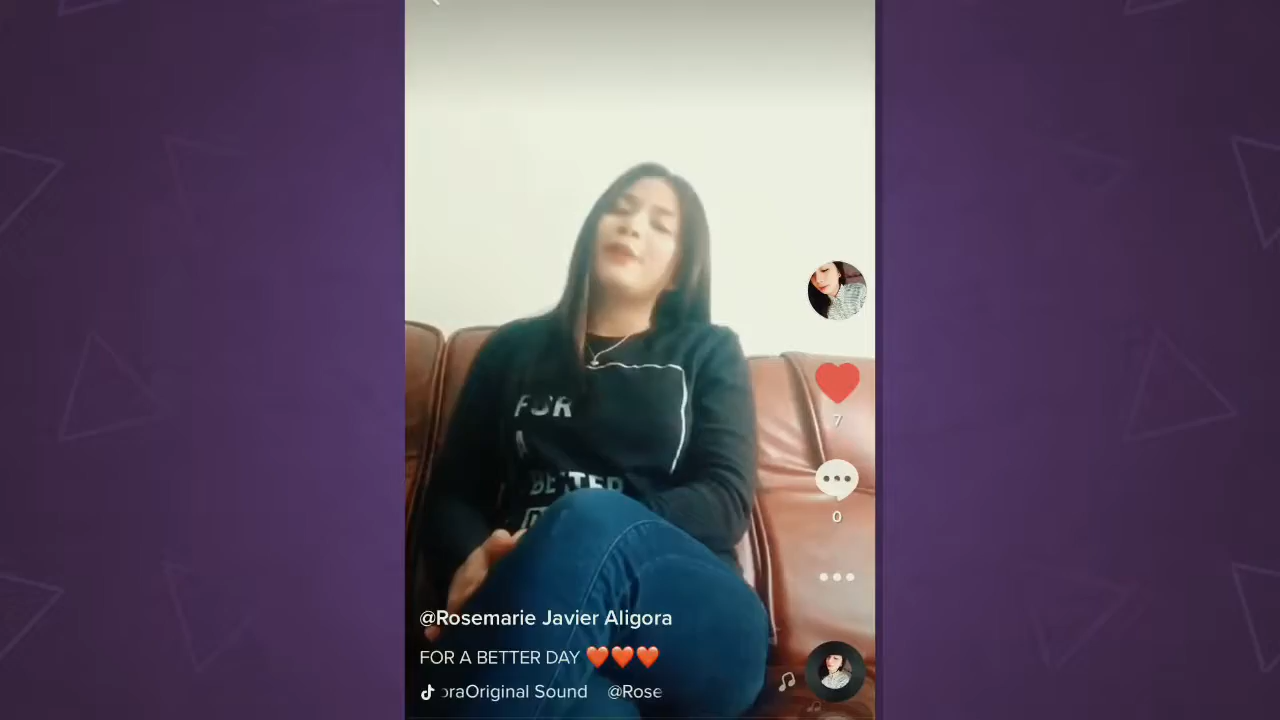 FOR
A
BETTER
7
0
@Rosemarie Javier Aligora
FOR A BETTER DAY ❤️❤️❤️
oraOriginal Sound @Rose